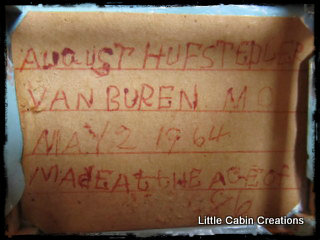 AUGUST HUFSTEDLER
VAN BUREN MO
MAY 2 1964
MADE AT THE AGE OF
Little Cabin Creations